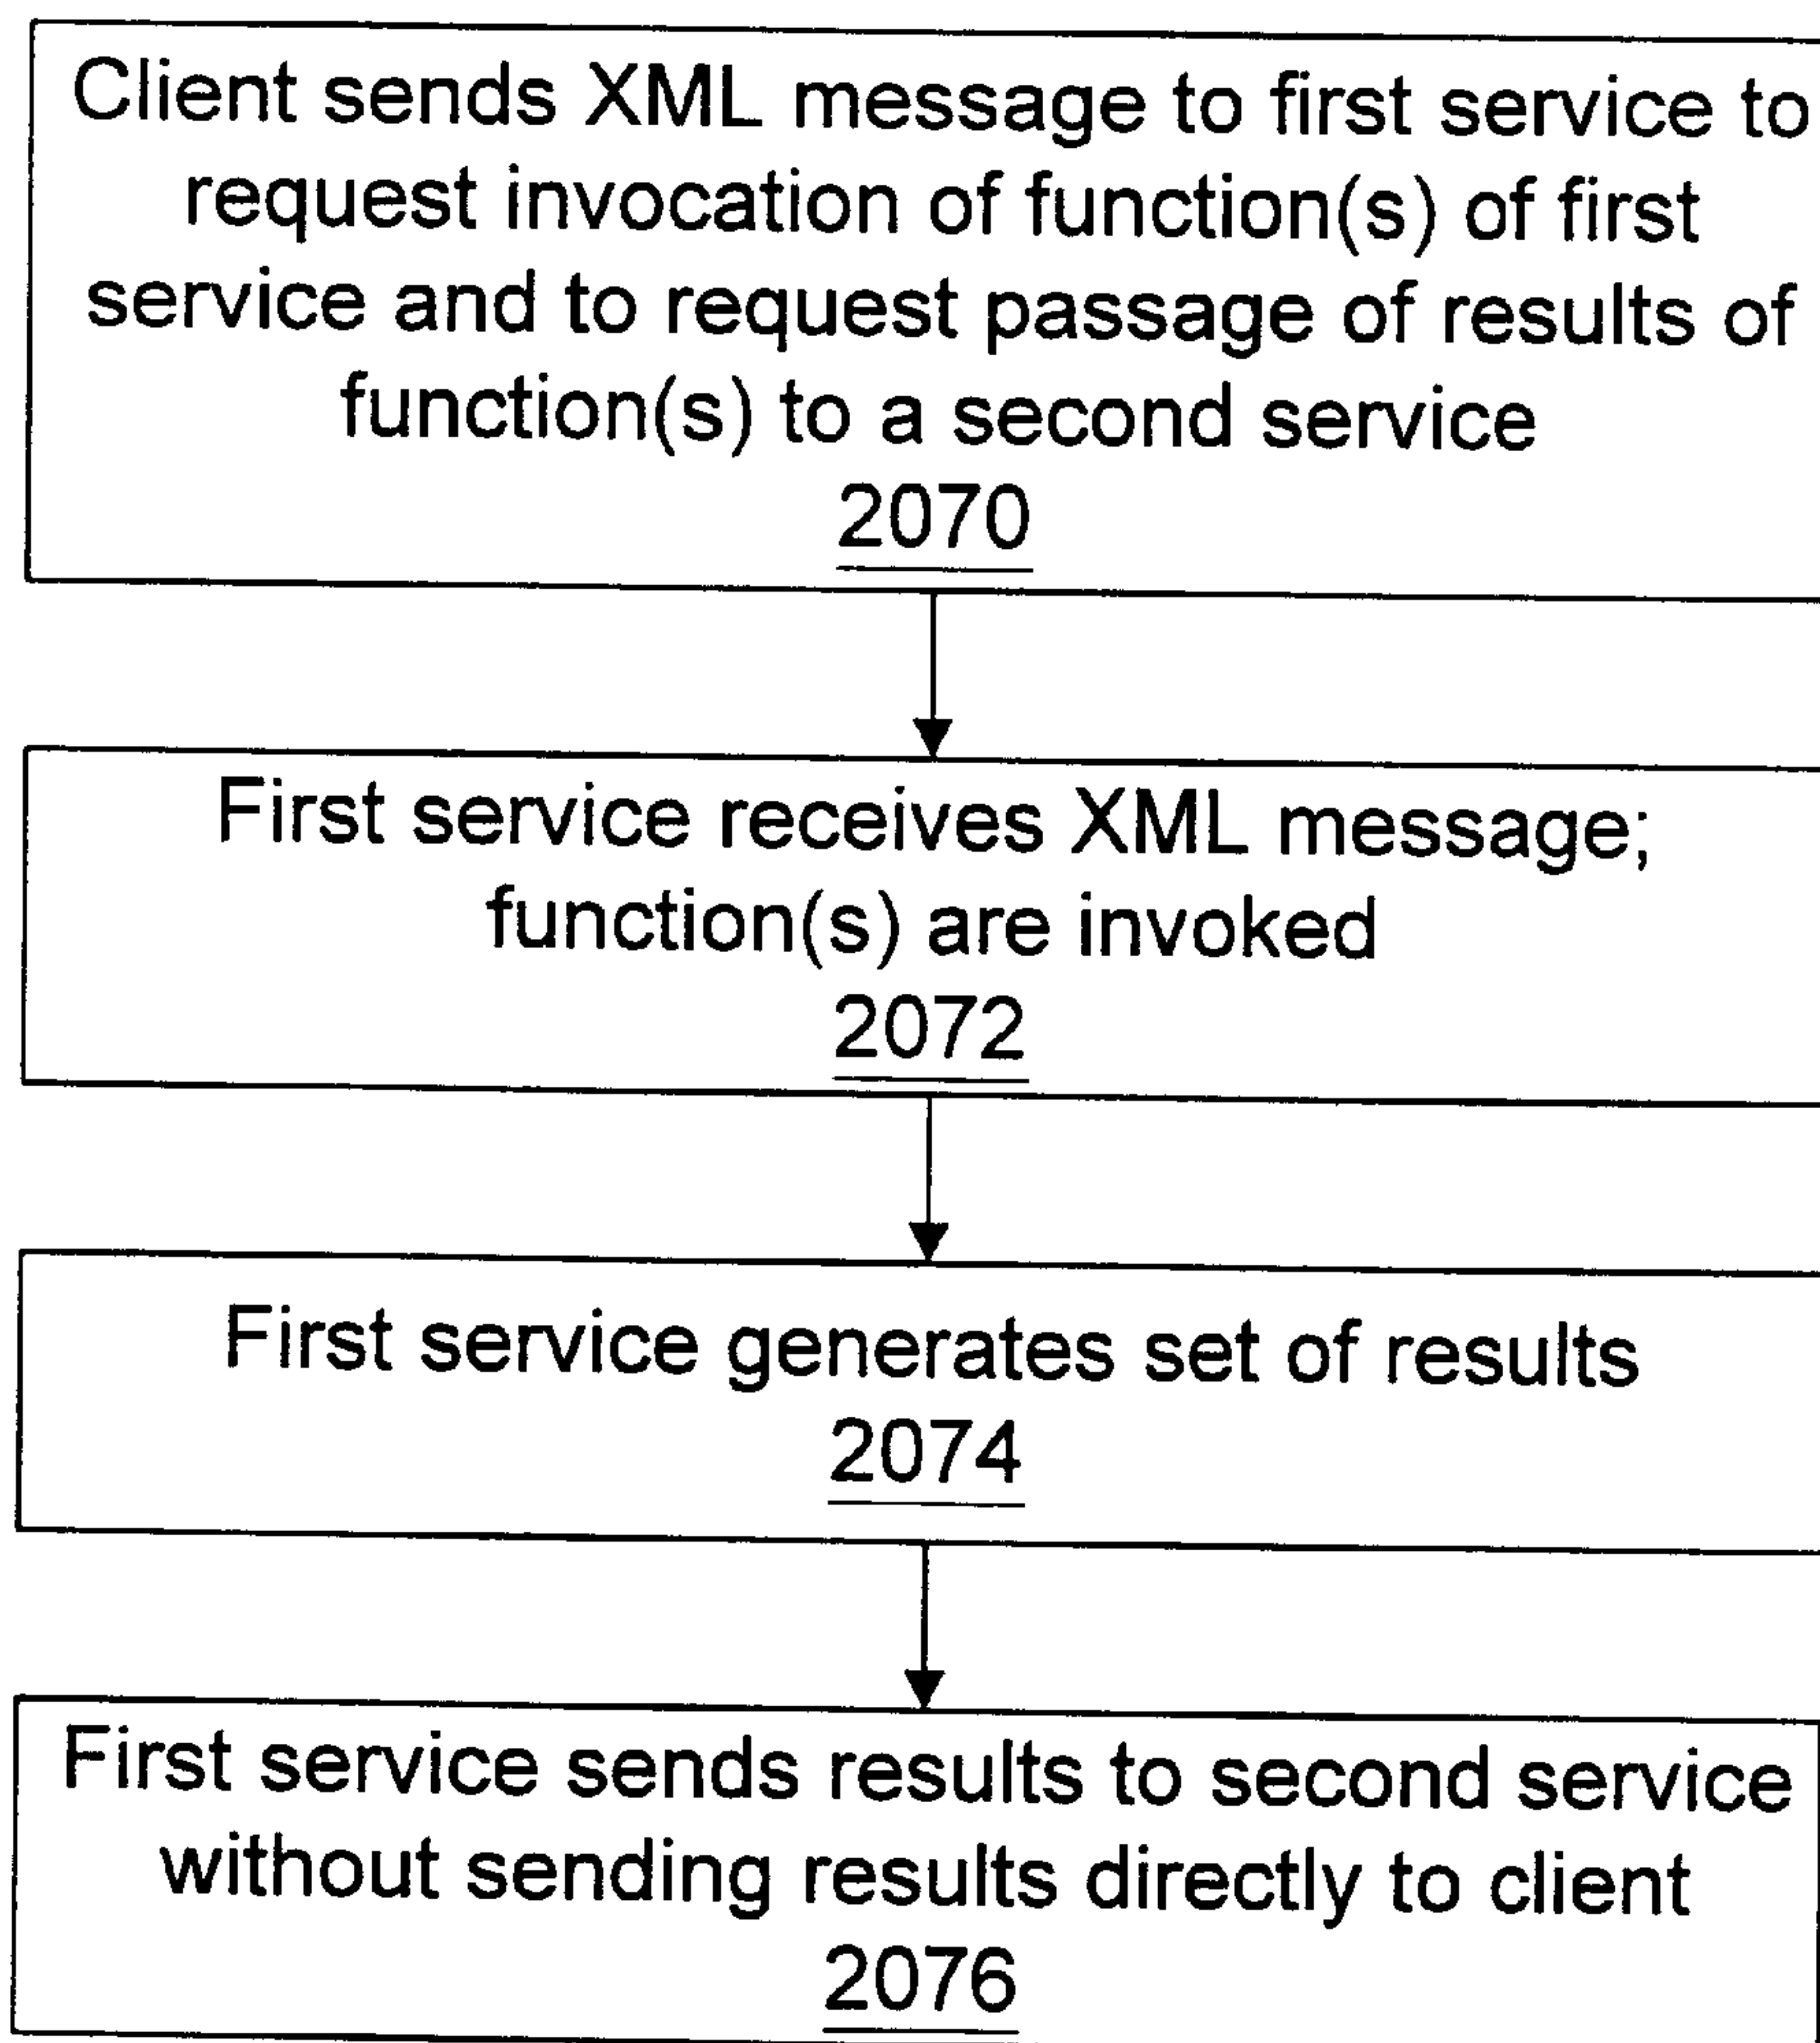 Client sends XML message to first service to
request invocation of function(s) of first
service and to request passage of results of
function(s) to a second service
2070
First service receives XML message;
function(s) are invoked
2072
First service generates set of results
2074
First service sends results to second service
without sending results directly to client
2076